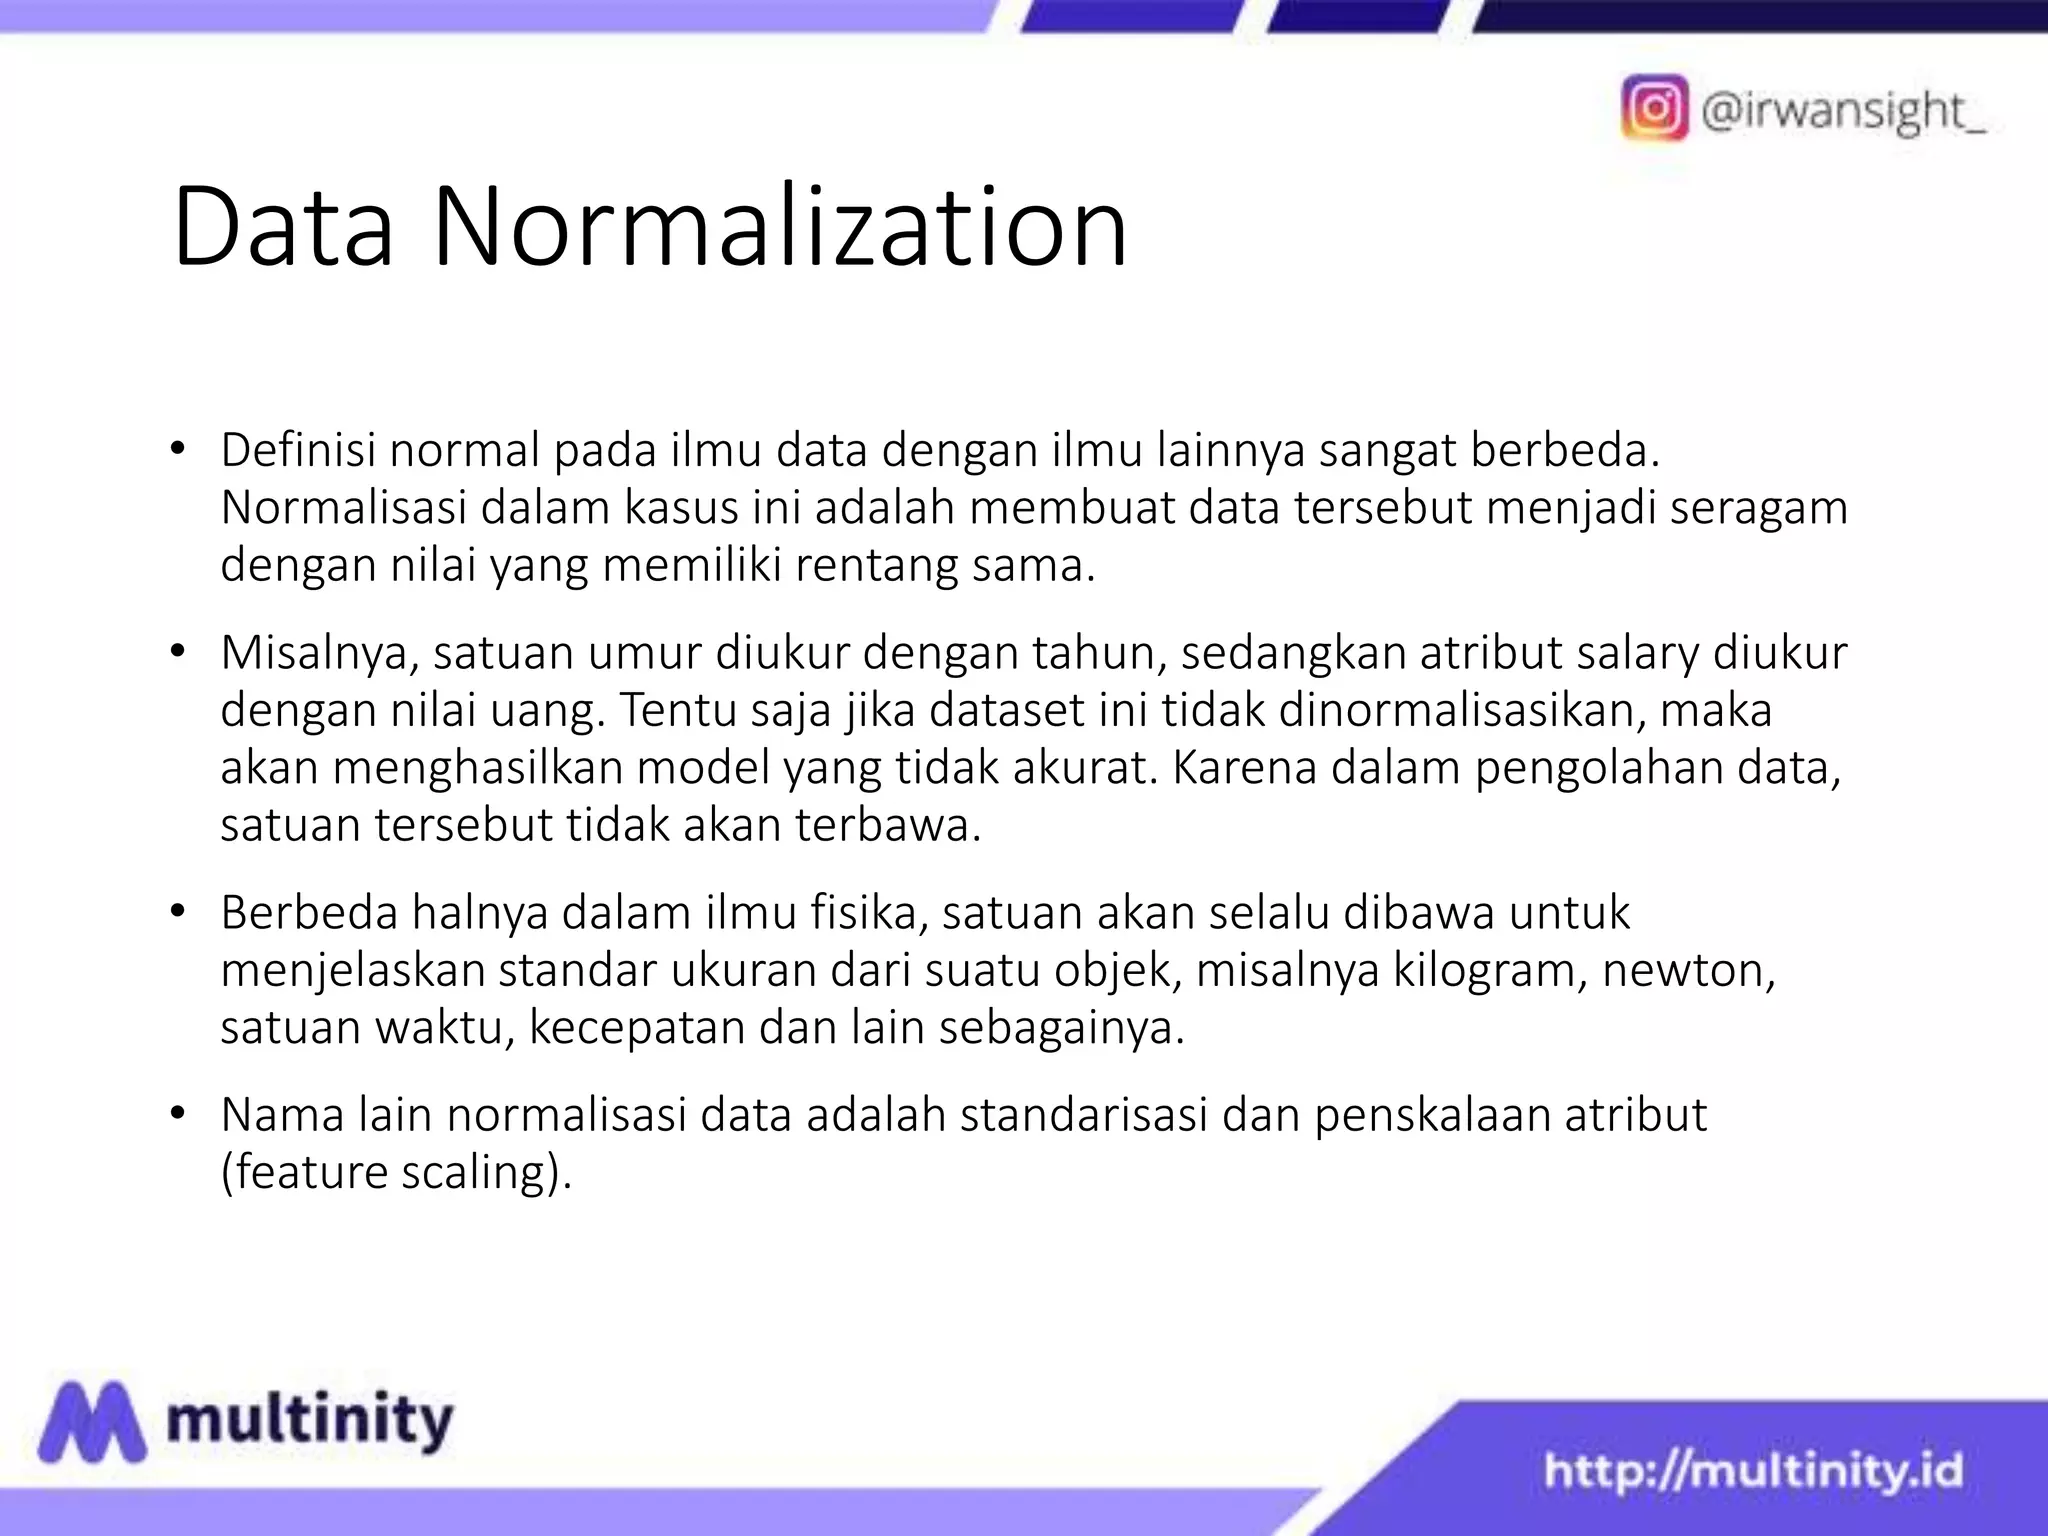 @irwansight_
Data Normalization
• Definisi normal pada ilmu data dengan ilmu lainnya sangat berbeda.
Normalisasi dalam kasus ini adalah membuat data tersebut menjadi seragam
dengan nilai yang memiliki rentang sama.
• Misalnya, satuan umur diukur dengan tahun, sedangkan atribut salary diukur
dengan nilai uang. Tentu saja jika dataset ini tidak dinormalisasikan, maka
akan menghasilkan model yang tidak akurat. Karena dalam pengolahan data,
satuan tersebut tidak akan terbawa.
• Berbeda halnya dalam ilmu fisika, satuan akan selalu dibawa untuk
menjelaskan standar ukuran dari suatu objek, misalnya kilogram, newton,
satuan waktu, kecepatan dan lain sebagainya.
• Nama lain normalisasi data adalah standarisasi dan penskalaan atribut
(feature scaling).
multinity
http://multinity.id